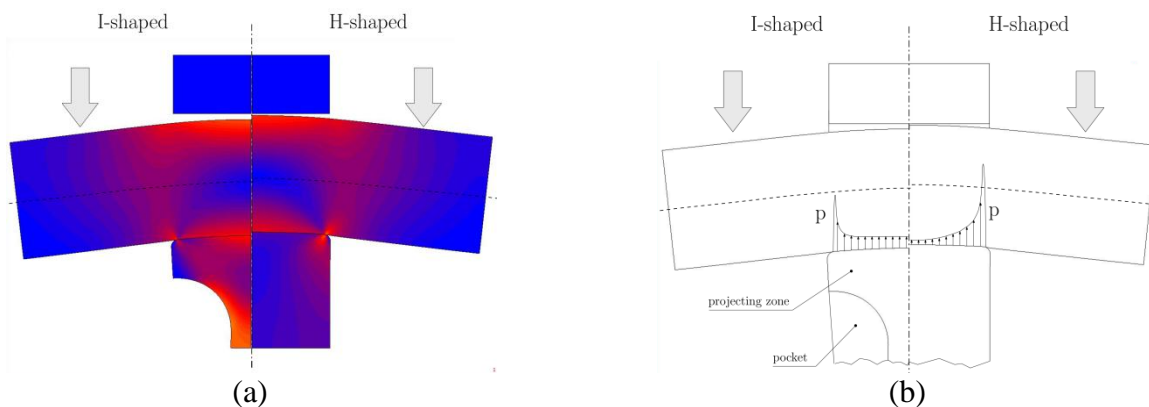 I-shaped H-shaped
(a)
I-shaped H-shaped
p p
projecting zone
pocket
(b)